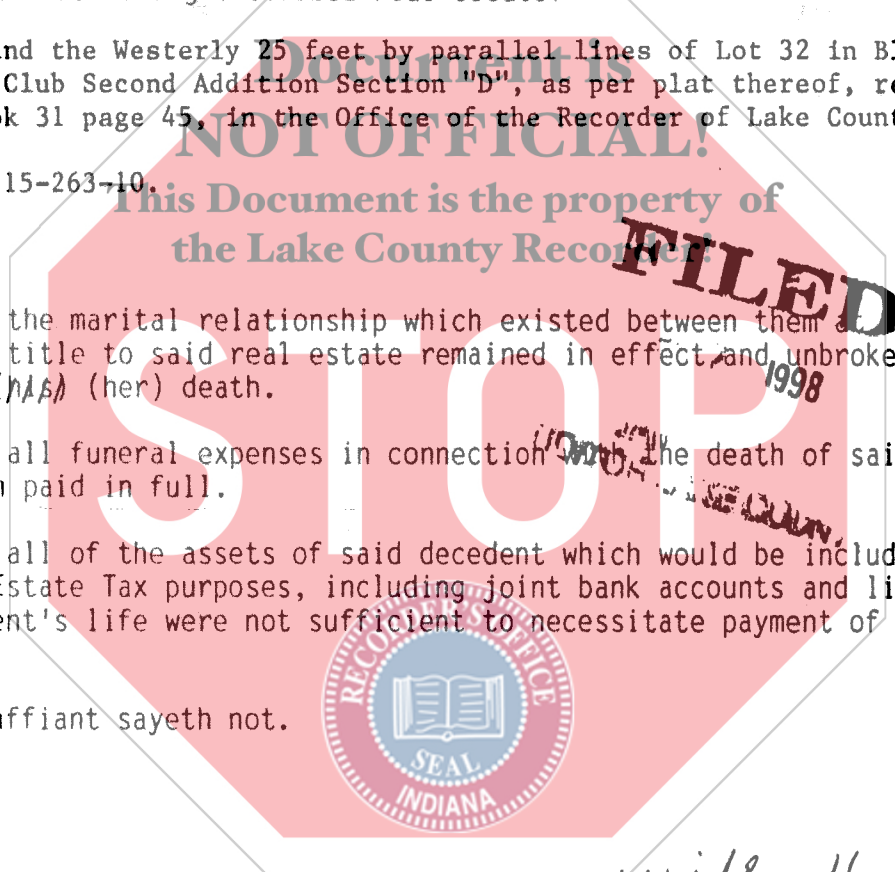 nd the Westerly 25 feet by parallel lines of Lot 32 in B
Document is
Club Second Addition Section "D", as per plat thereof, r
k 31 page 45, in the Office of the Recorder of Lake Coun
NOT OFFICIAL!
15-263-10.
This Document is the property of
the Lake County Recorder!
FILED
the marital relationship which existed between them at
title to said real estate remained in effect and unbroke
1998
(his) (her) death.
all funeral expenses in connection with the death of sai
paid in full.
STOP
all of the assets of said decedent which would be includ
Estate Tax purposes, including joint bank accounts and li
ent's life were not sufficient to necessitate payment of
RECORDER'S OFFICE
ffiant sayeth not.
SEAL
INDIANA